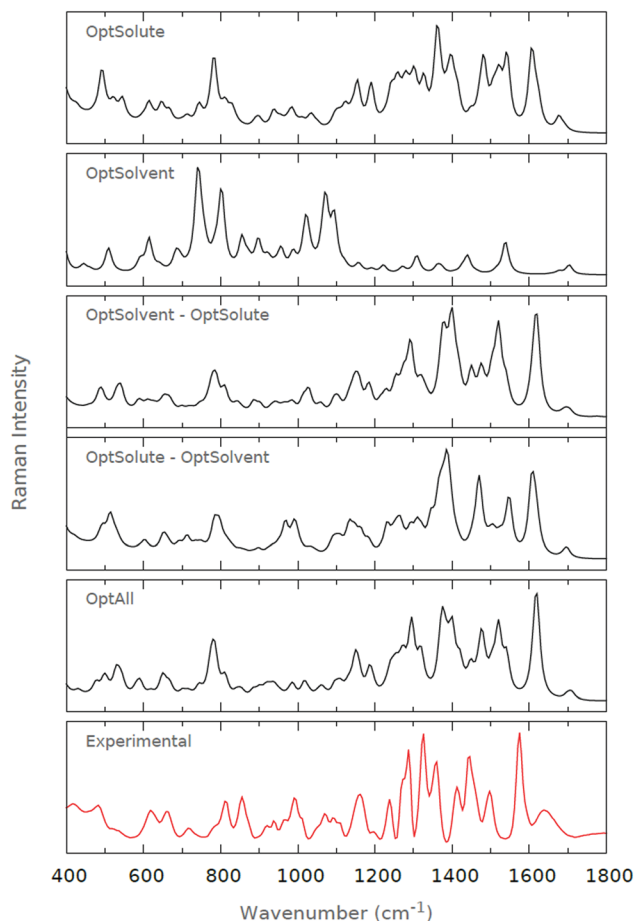 OptSolute
OptSolvent
OptSolvent - OptSolute
OptSolute - OptSolvent
OptAll
Experimental
Raman Intensity
400 600 800 1000 1200 1400 1600 1800
Wavenumber (cm⁻¹)